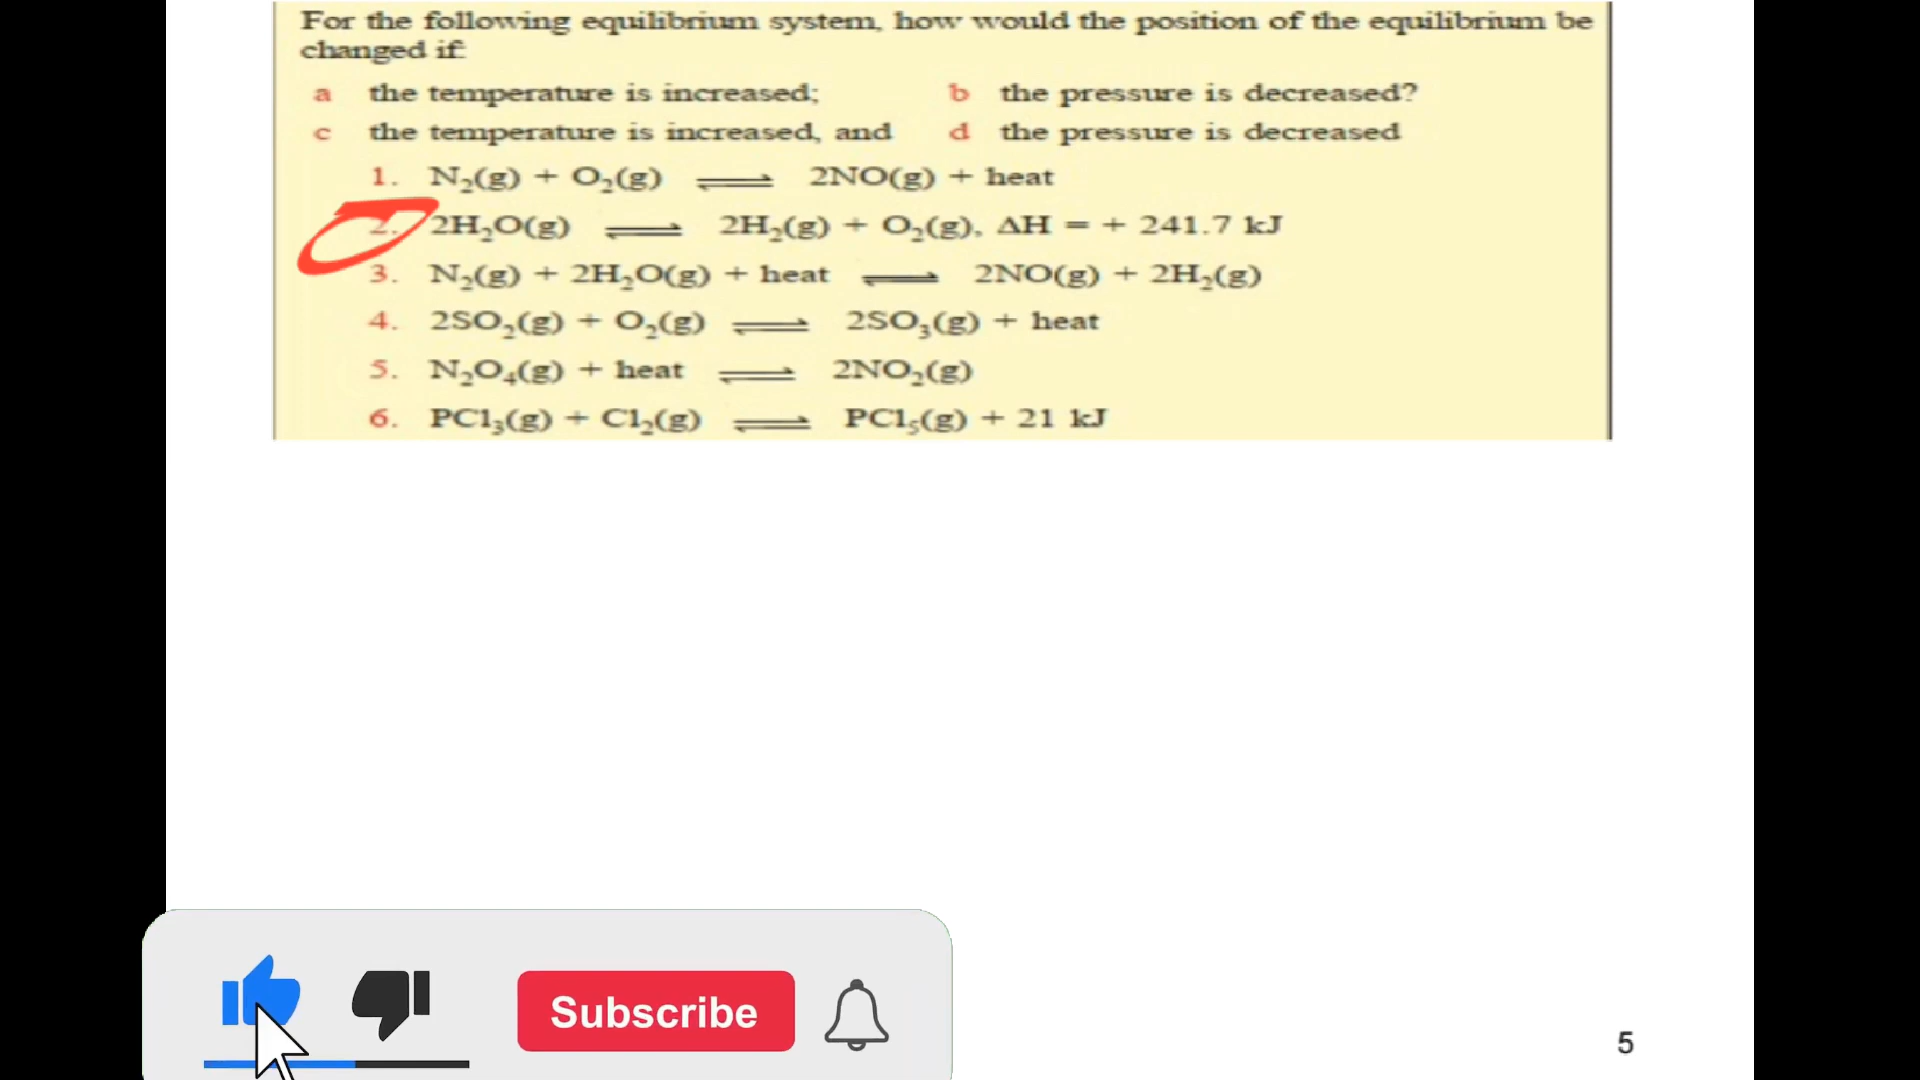 For the following equilibrium system, how would the position of the equilibrium be
changed if:
a the temperature is increased; b the pressure is decreased?
c the temperature is increased, and d the pressure is decreased
1. N₂(g) + O₂(g) ⇌ 2NO(g) + heat
2. 2H₂O(g) ⇌ 2H₂(g) + O₂(g), ΔH = + 241.7 kJ
3. N₂(g) + 2H₂O(g) + heat ⇌ 2NO(g) + 2H₂(g)
4. 2SO₂(g) + O₂(g) ⇌ 2SO₃(g) + heat
5. N₂O₄(g) + heat ⇌ 2NO₂(g)
6. PCl₃(g) + Cl₂(g) ⇌ PCl₅(g) + 21 kJ
Subscribe
5